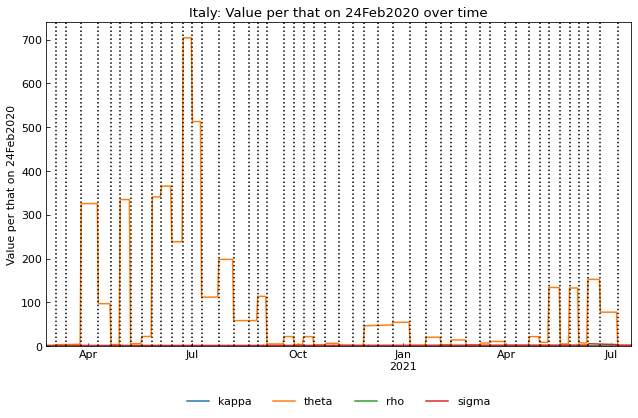 Italy: Value per that on 24Feb2020 over time
Value per that on 24Feb2020
700
600
500
400
300
200
100
0
Apr Jul Oct Jan Apr Jul
2021
kappa theta rho sigma